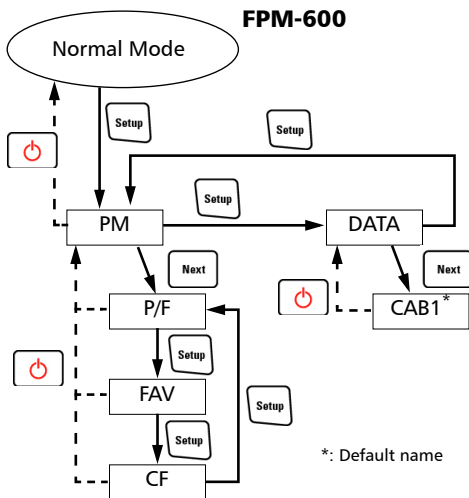 FPM-600
Normal Mode
Setup
Setup
Setup
PM
DATA
Next
Next
P/F
CAB1*
Setup
FAV
Setup
Setup
CF
*: Default name